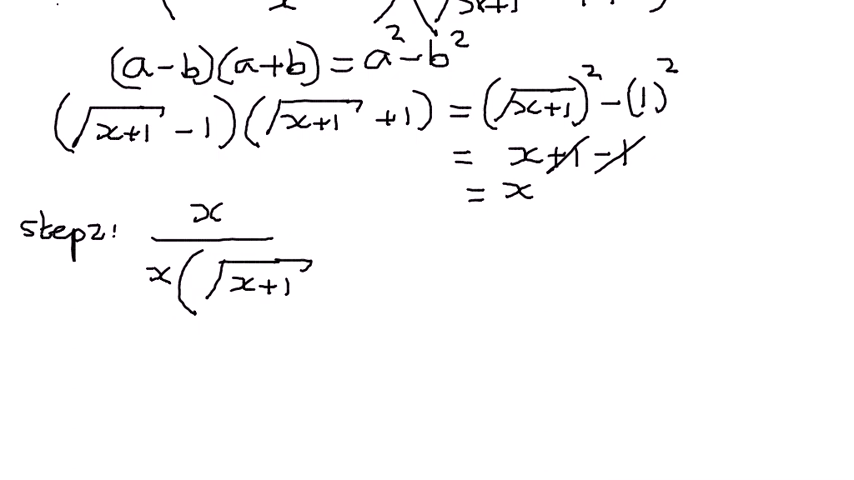 (a-b)(a+b) = a² - b²
(√x+1 - 1)(√x+1 + 1) = (√x+1)² - (1)²
= x+1-1
= x
step2: x
x(√x+1